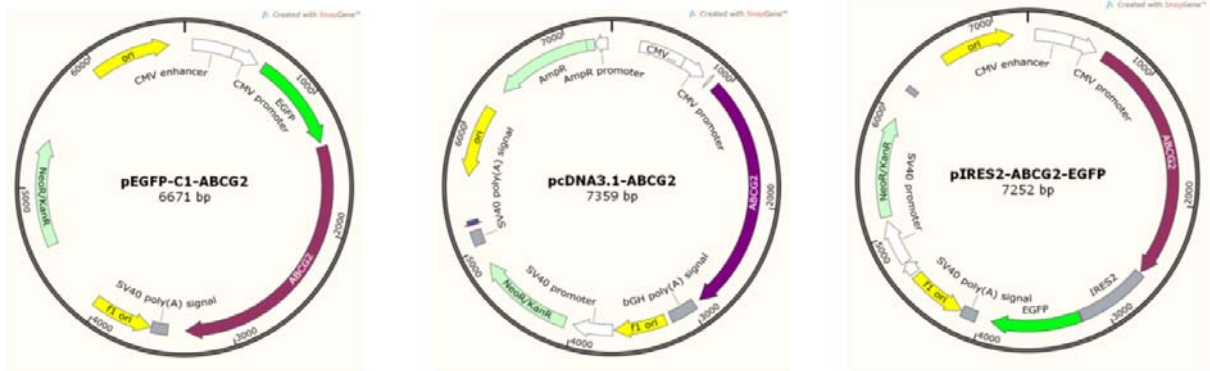 Created with SnapGene™
ori
CMV enhancer
CMV promoter
EGFP
ABCG2
SV40 poly(A) signal
f1 ori
NeoR/KanR
1000
2000
3000
4000
5000
6000
pEGFP-C1-ABCG2
6671 bp
Created with SnapGene™
AmpR
AmpR promoter
CMV...
CMV promoter
ABCG2
bGH poly(A) signal
f1 ori
SV40 promoter
NeoR/KanR
SV40 poly(A) signal
ori
1000
2000
3000
4000
5000
6000
7000
pcDNA3.1-ABCG2
7359 bp
Created with SnapGene™
ori
CMV enhancer
CMV promoter
ABCG2
IRES2
EGFP
SV40 poly(A) signal
f1 ori
SV40 promoter
NeoR/KanR
1000
2000
3000
4000
5000
6000
pIRES2-ABCG2-EGFP
7252 bp